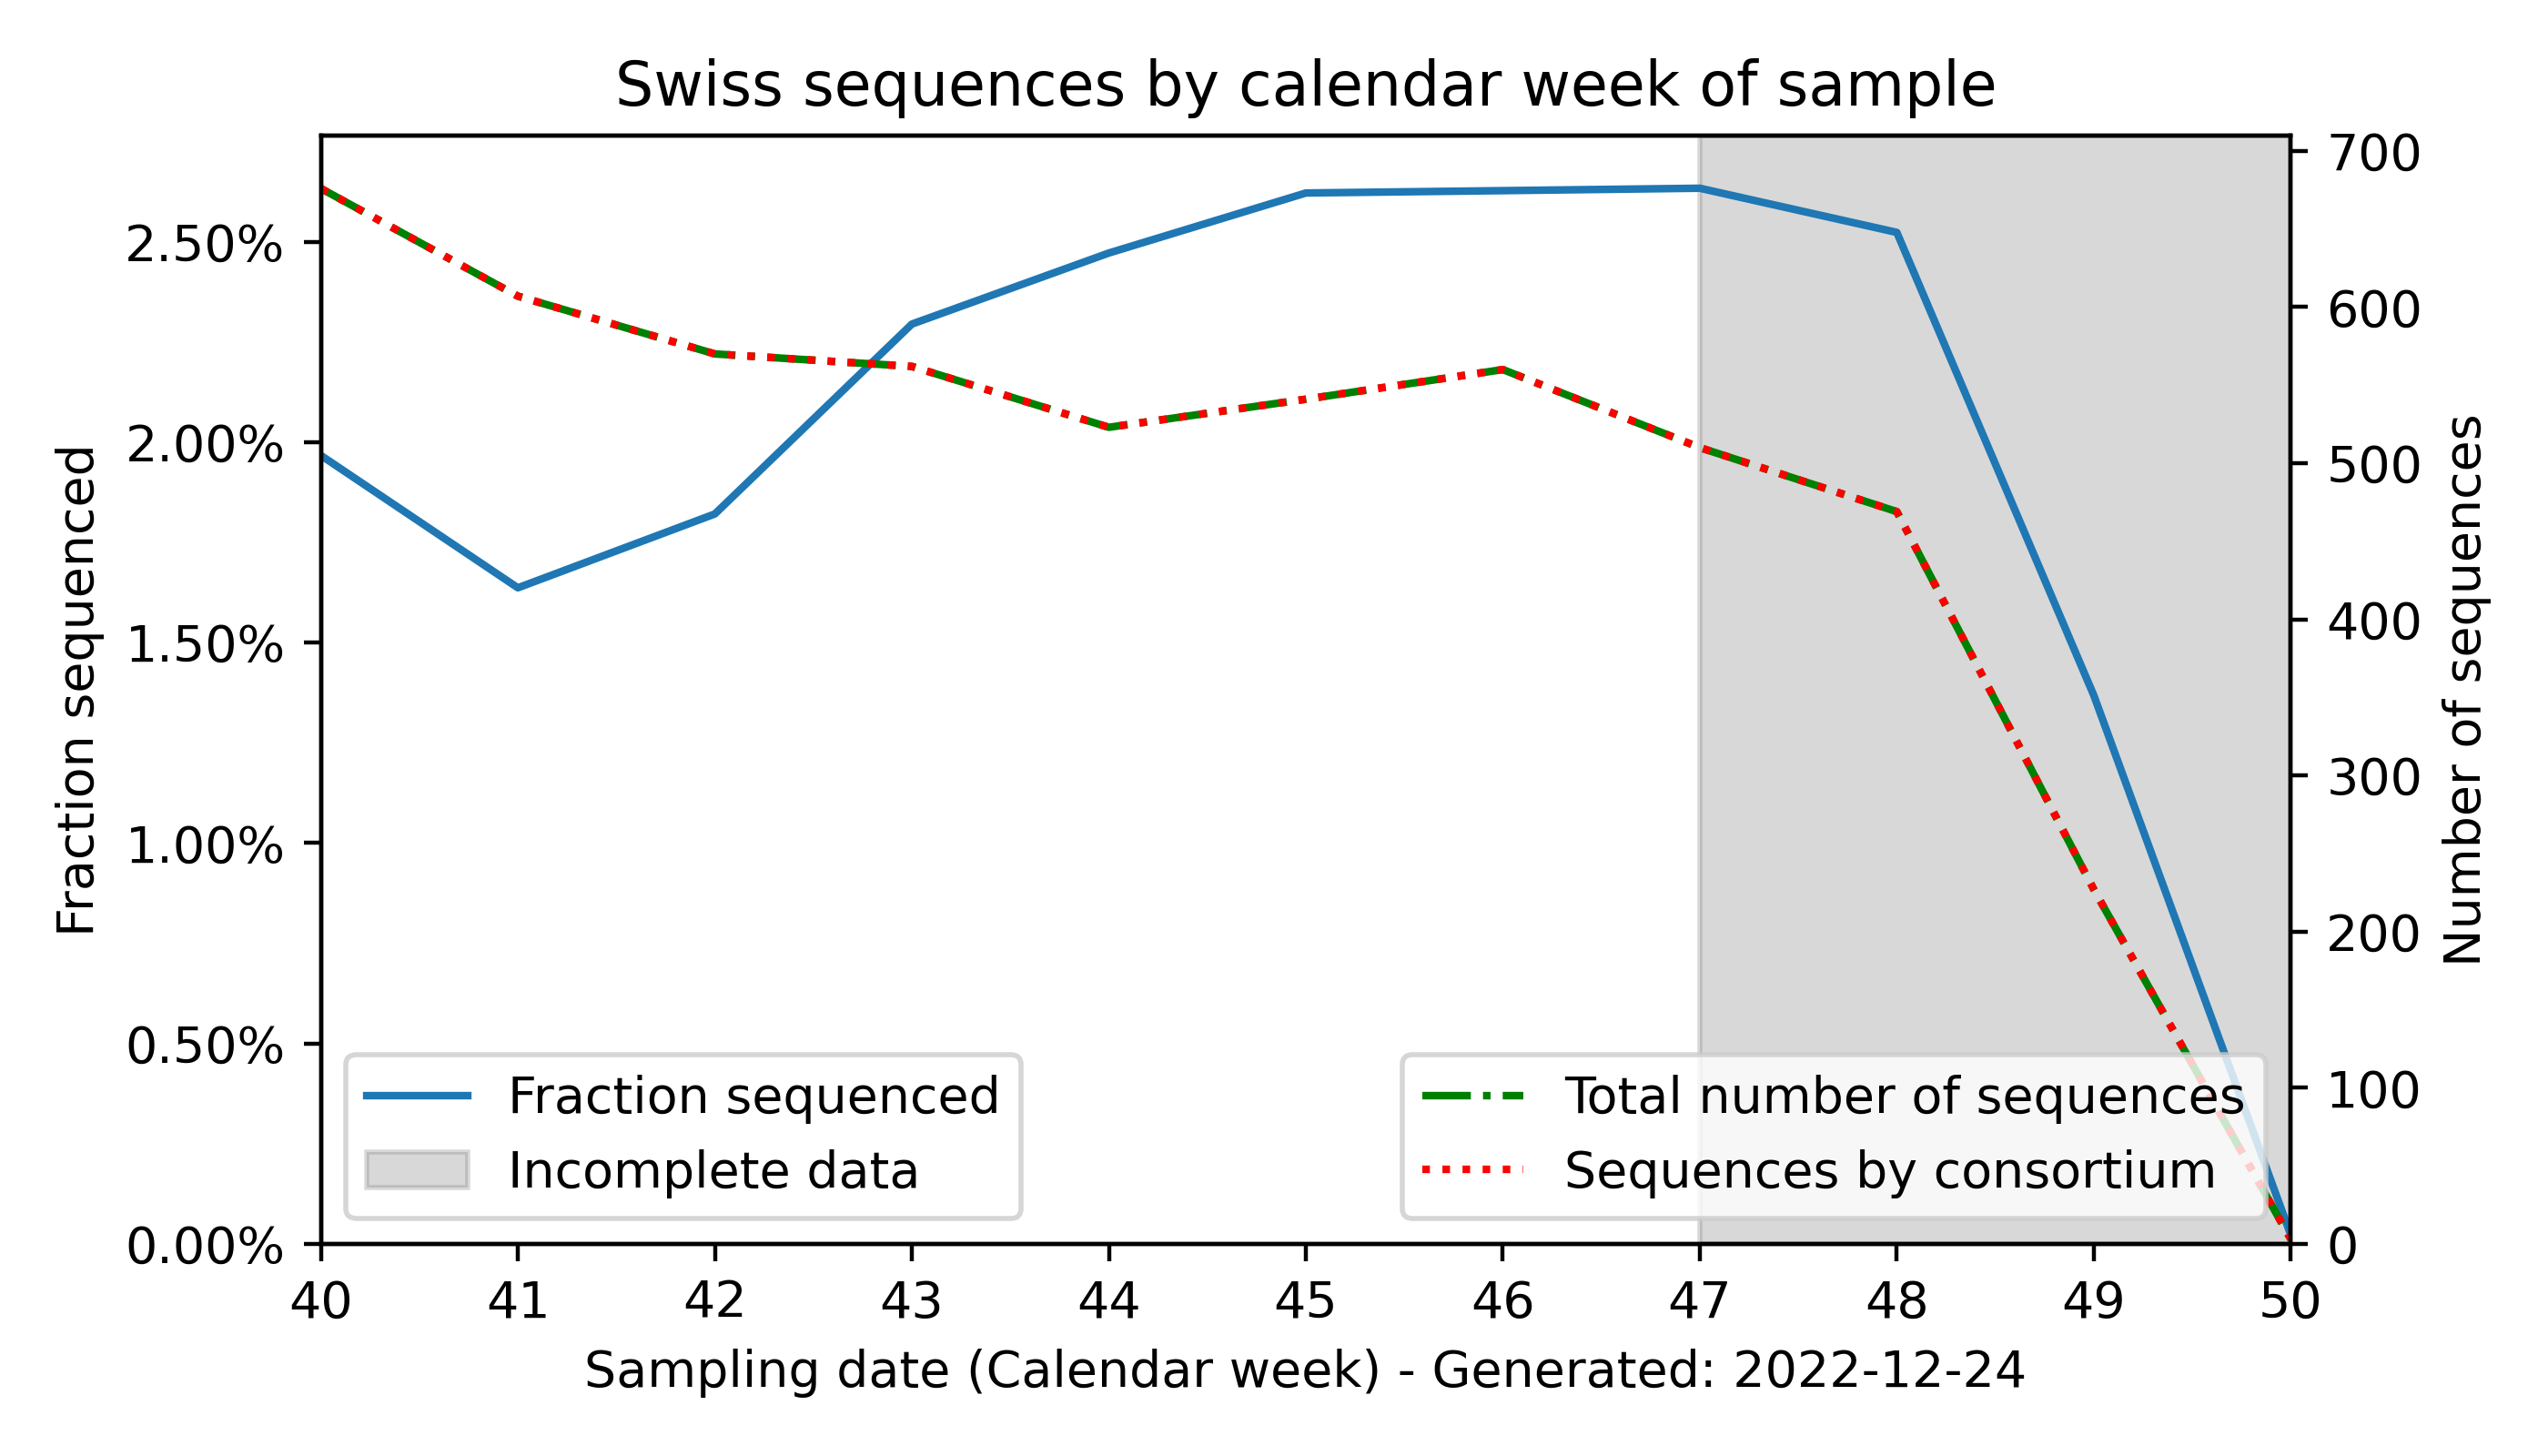 Swiss sequences by calendar week of sample
2.50%
2.00%
1.50%
1.00%
0.50%
0.00%
Fraction sequenced
700
600
500
400
300
200
100
0
Number of sequences
Fraction sequenced
Incomplete data
Total number of sequences
Sequences by consortium
40 41 42 43 44 45 46 47 48 49 50
Sampling date (Calendar week) - Generated: 2022-12-24